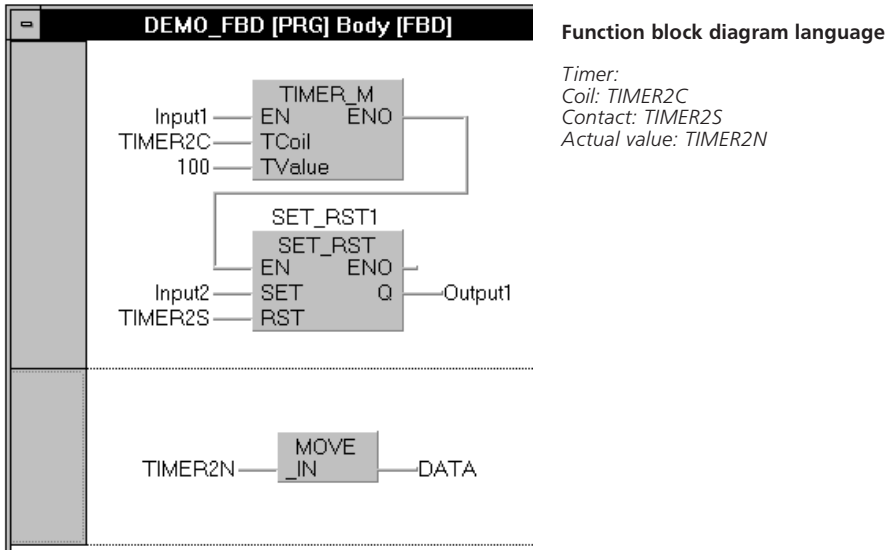 DEMO_FBD [PRG] Body [FBD]
TIMER_M
Input1 EN ENO
TIMER2C TCoil
100 TValue
SET_RST1
SET_RST
EN ENO
Input2 SET Q Output1
TIMER2S RST
MOVE
TIMER2N _IN DATA
Function block diagram language
Timer:
Coil: TIMER2C
Contact: TIMER2S
Actual value: TIMER2N